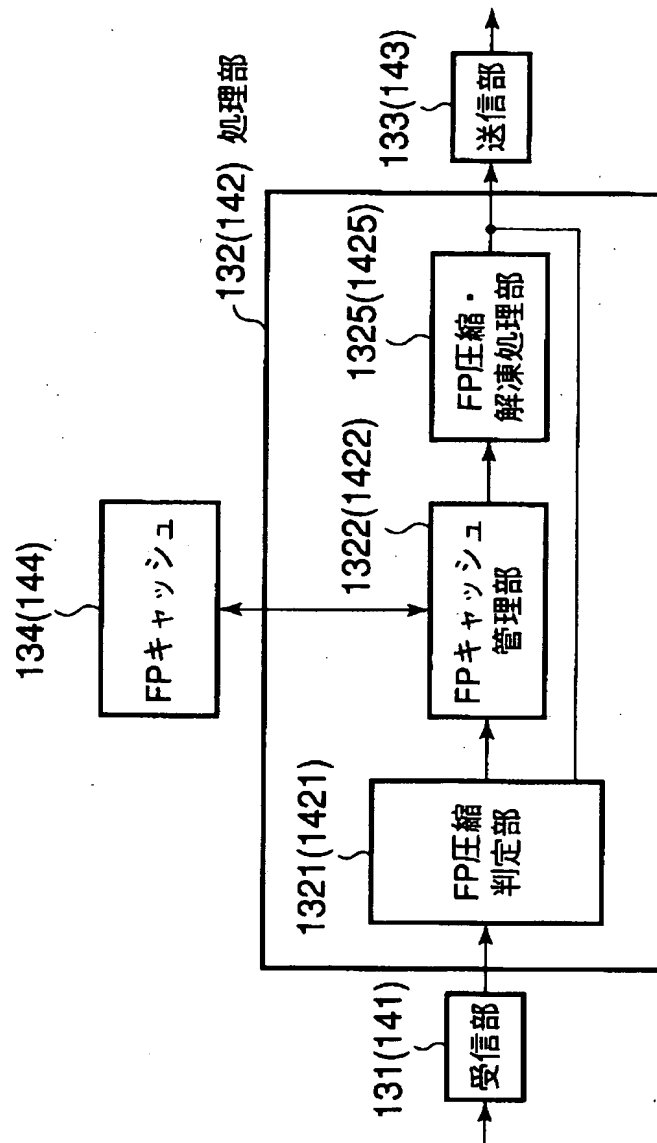 134(144)
FPキャッシュ
132(142) 処理部
131(141)
受信部
1321(1421)
FP圧縮
判定部
1322(1422)
FPキャッシュ
管理部
1325(1425)
FP圧縮・
解凍処理部
133(143)
送信部